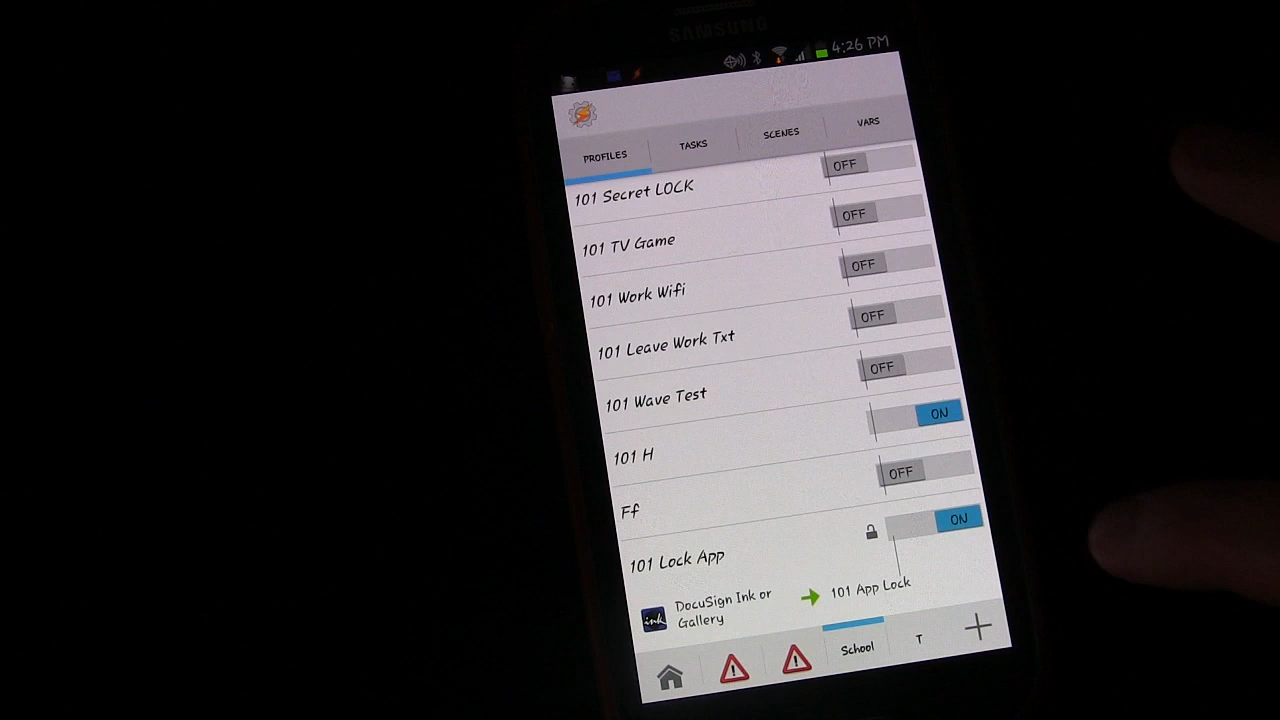 SAMSUNG
4:26 PM
PROFILES TASKS SCENES VARS
101 Secret LOCK OFF
101 TV Game OFF
101 Work Wifi OFF
101 Leave Work Txt OFF
101 Wave Test OFF
101 H ON
Ff OFF
101 Lock App ON
ink DocuSign Ink or 101 App Lock
Gallery
School T